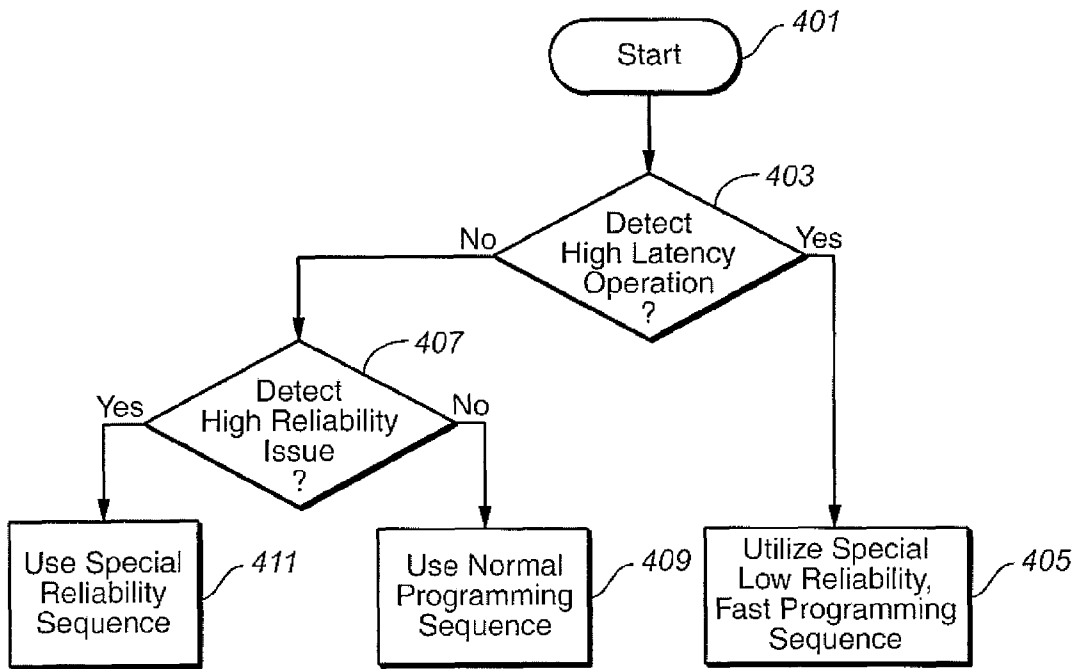 Start
401
403
Detect
High Latency
Operation
?
No
Yes
407
Detect
High Reliability
Issue
?
Yes
No
Use Special
Reliability
Sequence
411
Use Normal
Programming
Sequence
409
Utilize Special
Low Reliability,
Fast Programming
Sequence
405